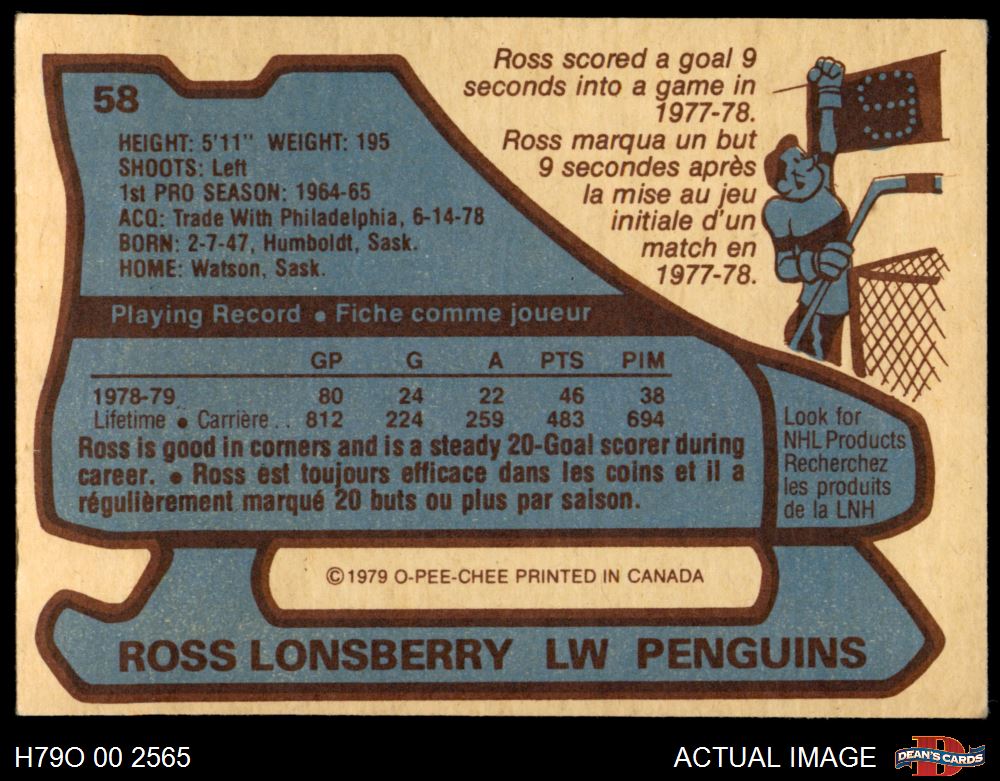 58
HEIGHT: 5'11" WEIGHT: 195
SHOOTS: Left
1st PRO SEASON: 1964-65
ACQ: Trade With Philadelphia, 6-14-78
BORN: 2-7-47, Humboldt, Sask.
HOME: Watson, Sask.
Ross scored a goal 9
seconds into a game in
1977-78.
Ross marqua un but
9 secondes après
la mise au jeu
initiale d'un
match en
1977-78.
9
Playing Record • Fiche comme joueur
GP G A PTS PIM
1978-79 80 24 22 46 38
Lifetime • Carrière.. 812 224 259 483 694
Ross is good in corners and is a steady 20-Goal scorer during
career. • Ross est toujours efficace dans les coins et il a
régulièrement marqué 20 buts ou plus par saison.
Look for
NHL Products
Recherchez
les produits
de la LNH
©1979 O-PEE-CHEE PRINTED IN CANADA
ROSS LONSBERRY LW PENGUINS
H79O 00 2565
ACTUAL IMAGE
D
DEAN'S CARDS